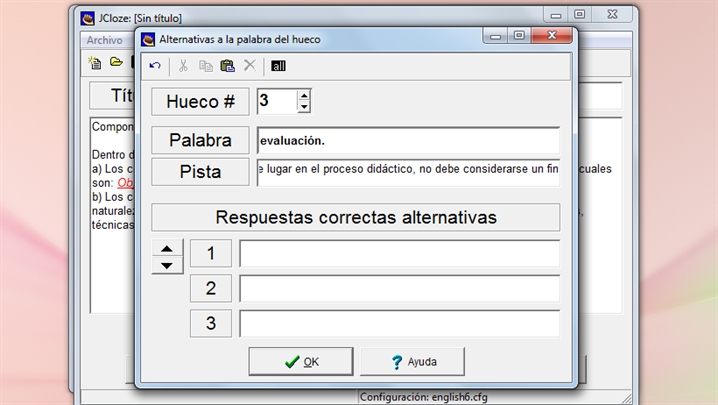 JCloze: [Sin título]
Archivo
Alternativas a la palabra del hueco
all
Hueco # 3
Palabra evaluación.
Pista e lugar en el proceso didáctico, no debe considerarse un fin
Respuestas correctas alternativas
1
2
3
OK
Ayuda
Títu
Compon
Dentro d
a) Los c cuales
son: Obj
b) Los c
naturalez
técnicas
Configuración: english6.cfg